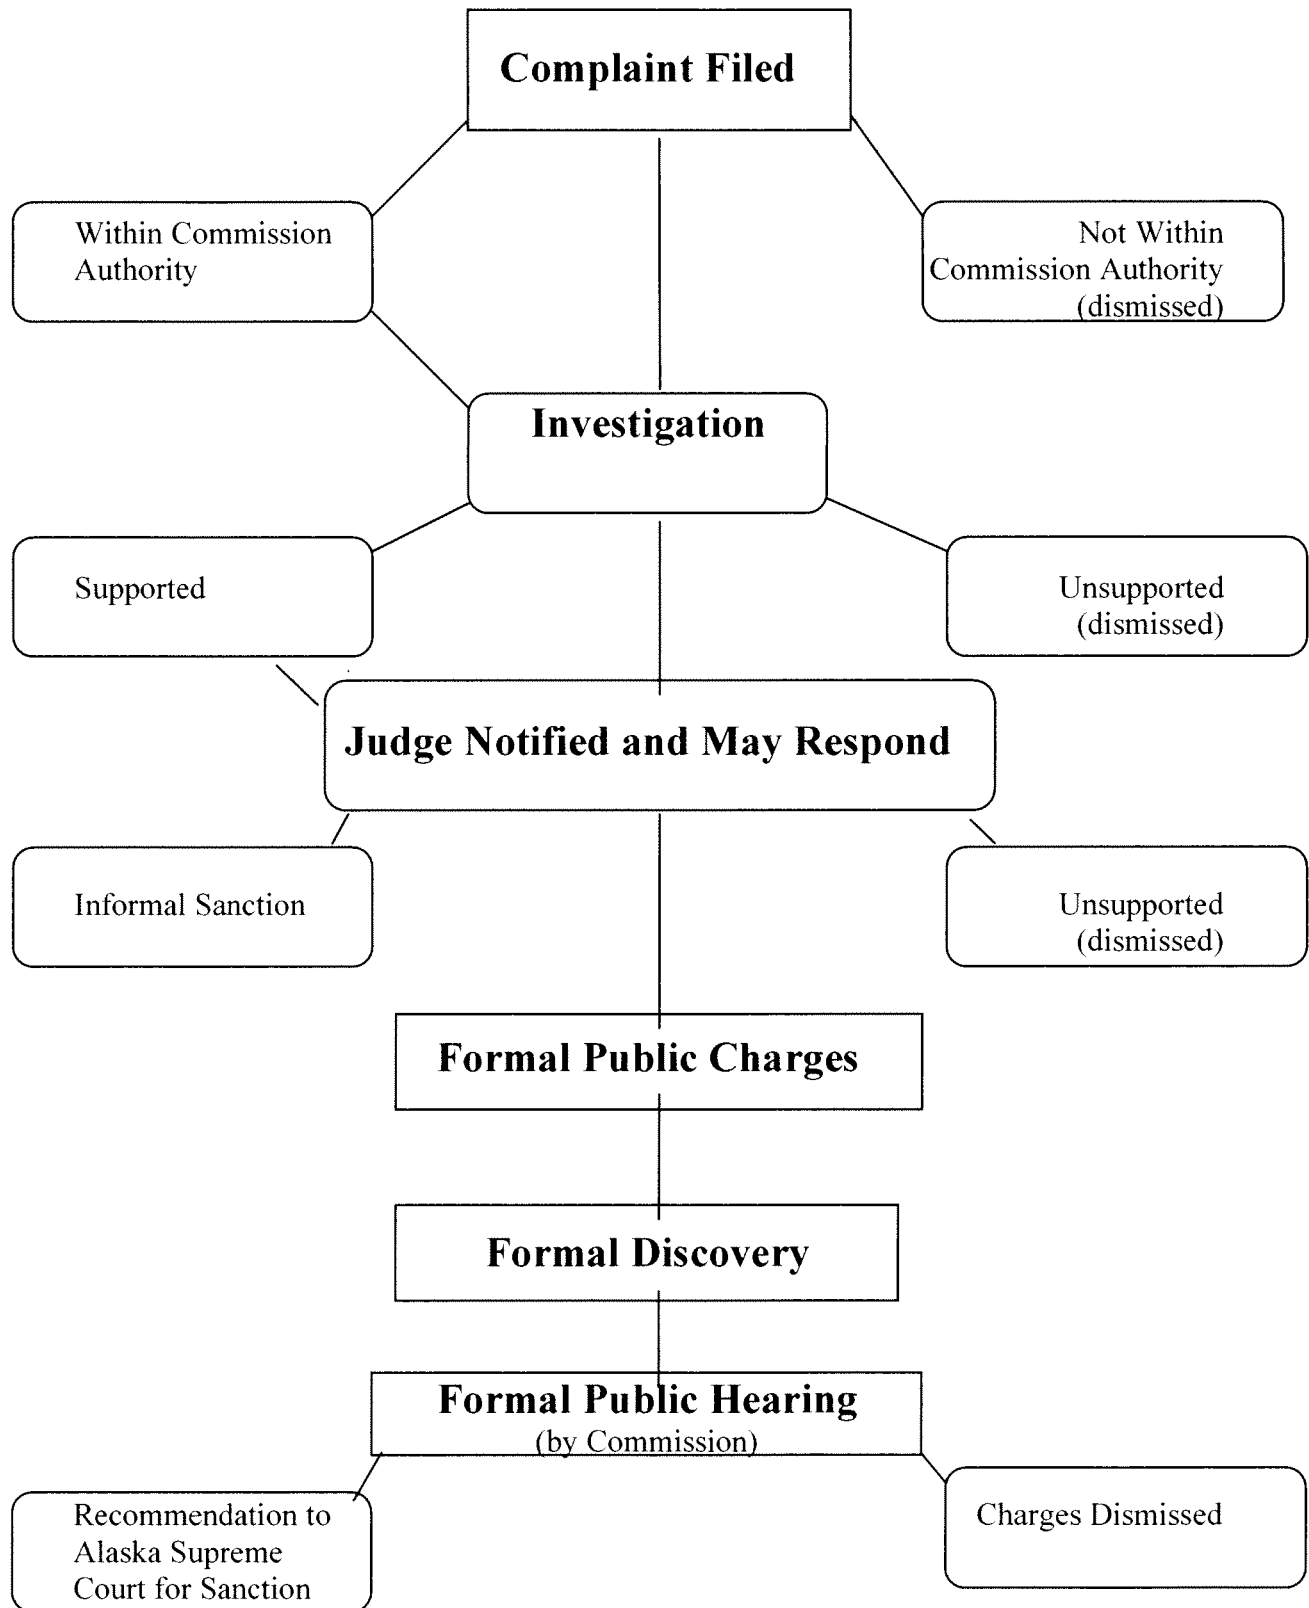 Complaint Filed
Within Commission
Authority
Not Within
Commission Authority
(dismissed)
Investigation
Supported
Unsupported
(dismissed)
Judge Notified and May Respond
Informal Sanction
Unsupported
(dismissed)
Formal Public Charges
Formal Discovery
Formal Public Hearing
(by Commission)
Recommendation to
Alaska Supreme
Court for Sanction
Charges Dismissed